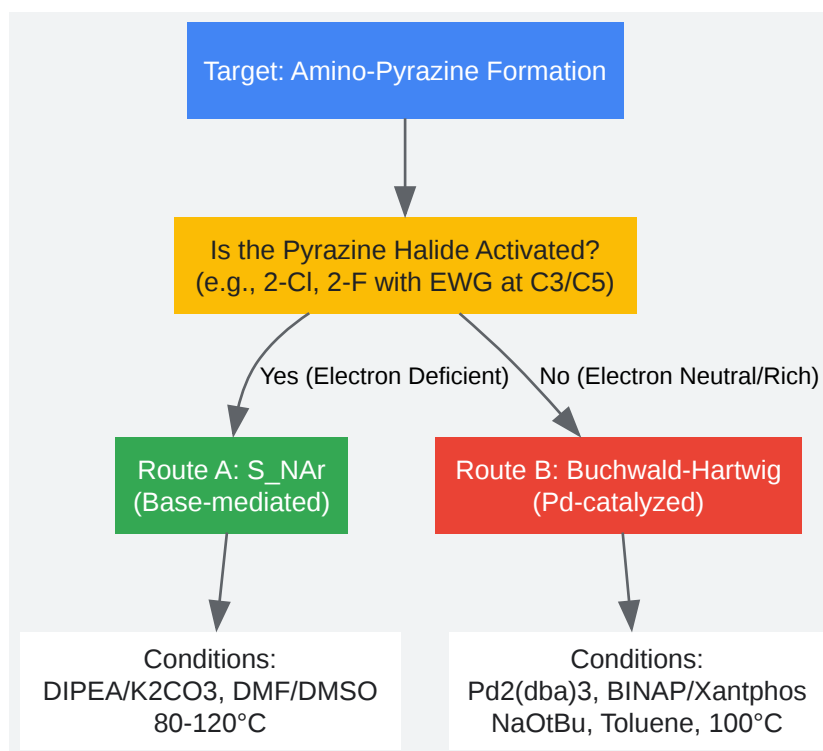 Target: Amino-Pyrazine Formation
Is the Pyrazine Halide Activated?
(e.g., 2-Cl, 2-F with EWG at C3/C5)
Yes (Electron Deficient)
No (Electron Neutral/Rich)
Route A: S_NAr
(Base-mediated)
Route B: Buchwald-Hartwig
(Pd-catalyzed)
Conditions:
DIPEA/K2CO3, DMF/DMSO
80-120°C
Conditions:
Pd2(dba)3, BINAP/Xantphos
NaOtBu, Toluene, 100°C